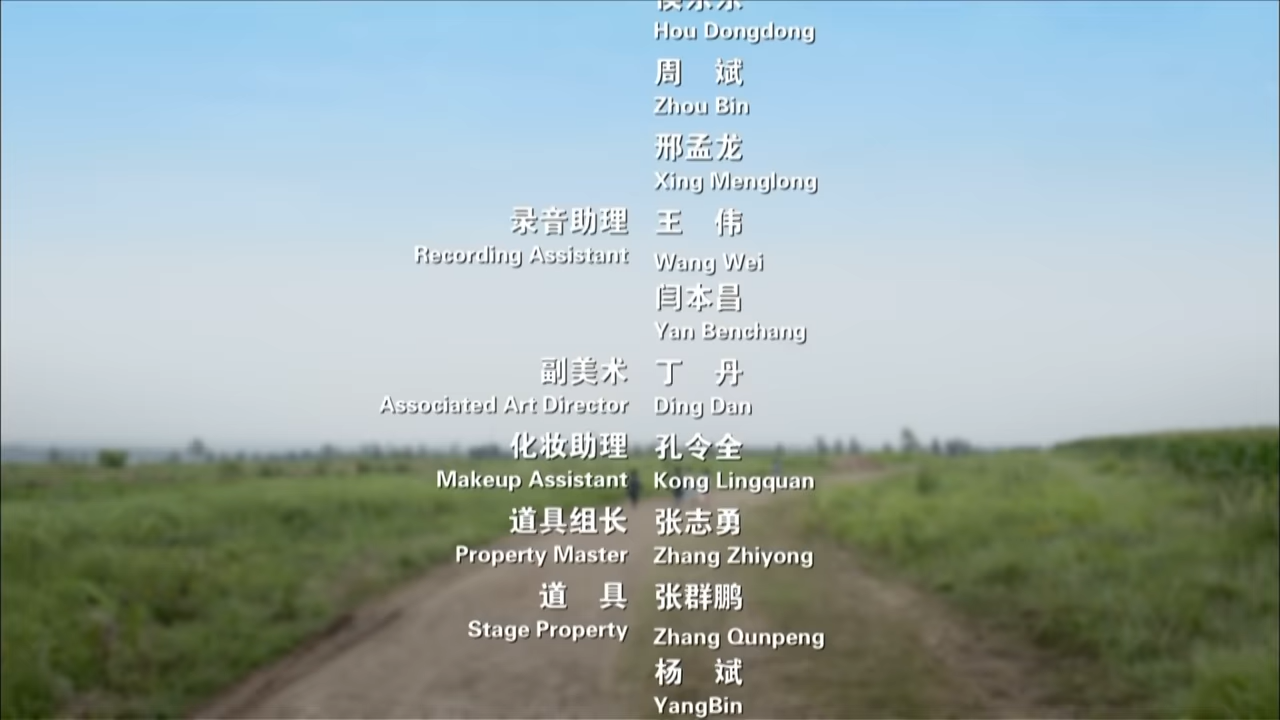 Hou Dongdong
周 斌
Zhou Bin
邢孟龙
Xing Menglong
录音助理 王 伟
Recording Assistant Wang Wei
闫本昌
Yan Benchang
副美术 丁 丹
Associated Art Director Ding Dan
化妆助理 孔令全
Makeup Assistant Kong Lingquan
道具组长 张志勇
Property Master Zhang Zhiyong
道 具 张群鹏
Stage Property Zhang Qunpeng
杨 斌
YangBin